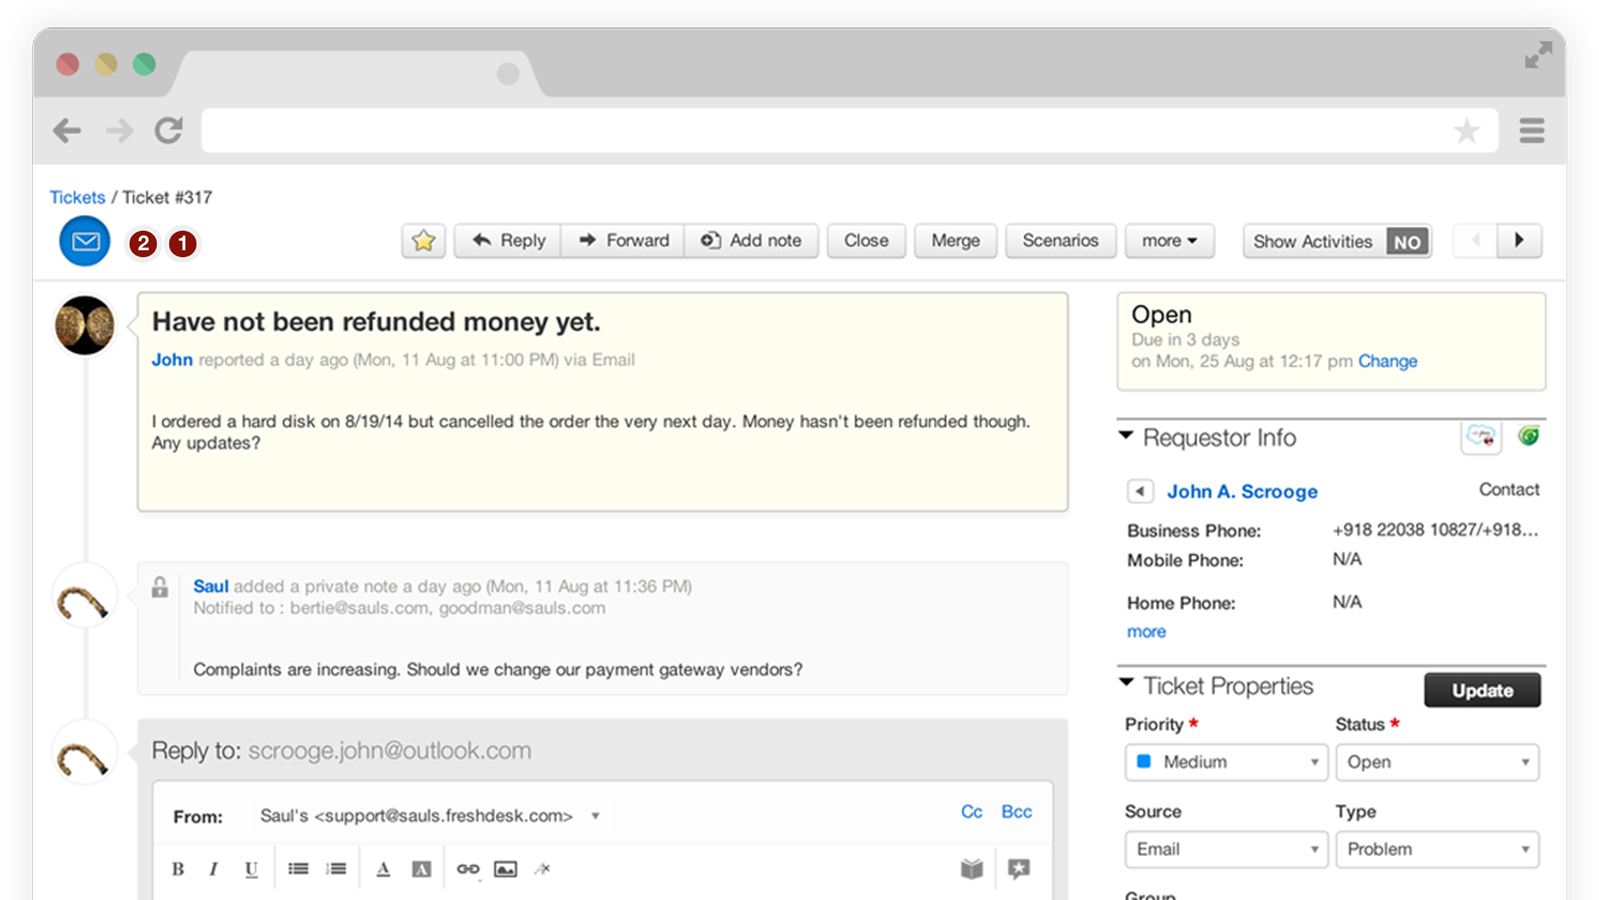 Tickets / Ticket #317
2 1 Reply Forward Add note Close Merge Scenarios more Show Activities NO
Have not been refunded money yet.
John reported a day ago (Mon, 11 Aug at 11:00 PM) via Email
I ordered a hard disk on 8/19/14 but cancelled the order the very next day. Money hasn't been refunded though.
Any updates?
Saul added a private note a day ago (Mon, 11 Aug at 11:36 PM)
Notified to : bertie@sauls.com, goodman@sauls.com
Complaints are increasing. Should we change our payment gateway vendors?
Reply to: scrooge.john@outlook.com
From: Saul's <support@sauls.freshdesk.com> Cc Bcc
B I U A A
Open
Due in 3 days
on Mon, 25 Aug at 12:17 pm Change
Requestor Info
John A. Scrooge Contact
Business Phone: +918 22038 10827/+918...
Mobile Phone: N/A
Home Phone: N/A
more
Ticket Properties Update
Priority * Status *
Medium Open
Source Type
Email Problem
Group